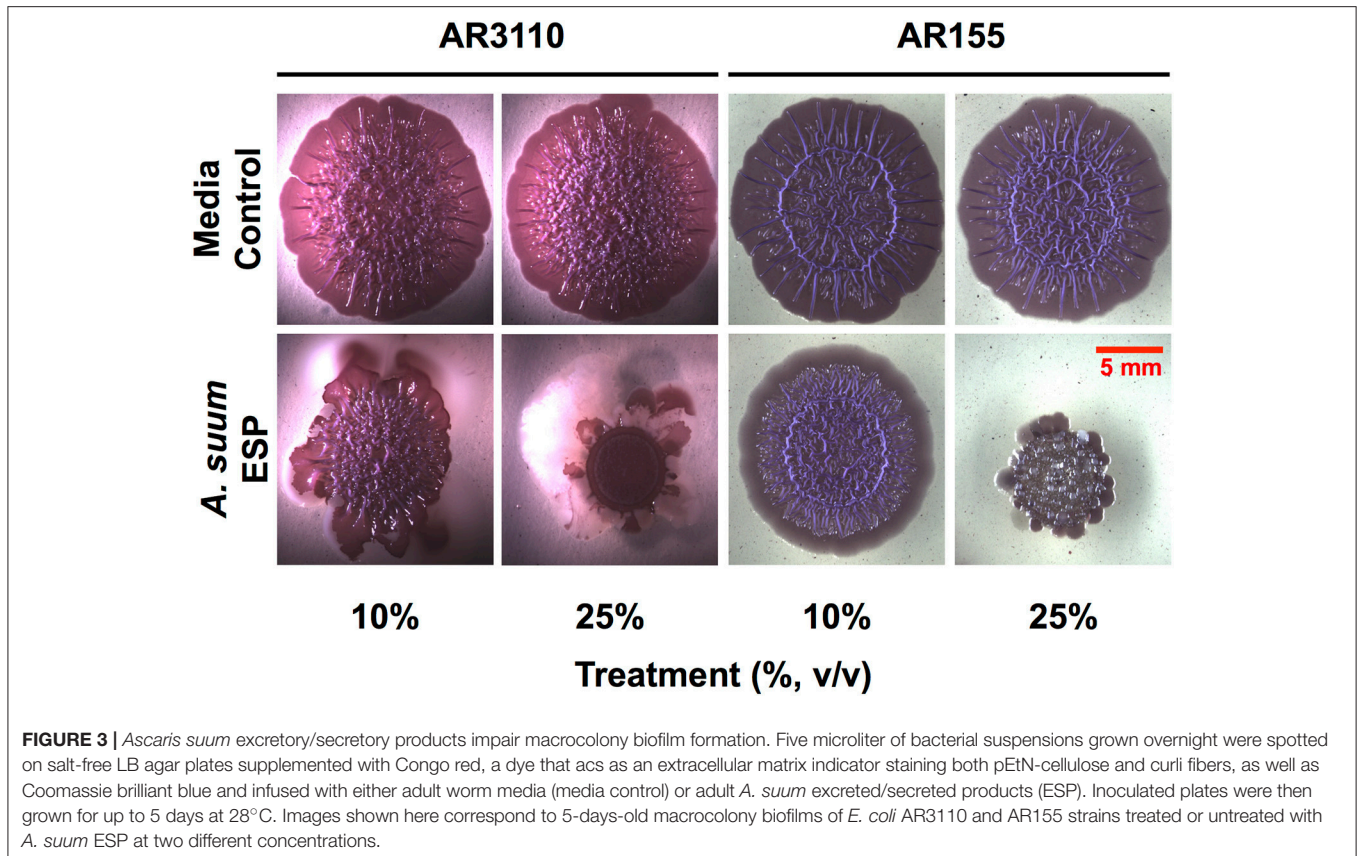 AR3110
AR155
Media
Control
A. suum
ESP
5 mm
10%
25%
10%
25%
Treatment (%, v/v)
FIGURE 3 | Ascaris suum excretory/secretory products impair macrocolony biofilm formation. Five microliter of bacterial suspensions grown overnight were spotted
on salt-free LB agar plates supplemented with Congo red, a dye that acs as an extracellular matrix indicator staining both pEtN-cellulose and curli fibers, as well as
Coomassie brilliant blue and infused with either adult worm media (media control) or adult A. suum excreted/secreted products (ESP). Inoculated plates were then
grown for up to 5 days at 28°C. Images shown here correspond to 5-days-old macrocolony biofilms of E. coli AR3110 and AR155 strains treated or untreated with
A. suum ESP at two different concentrations.